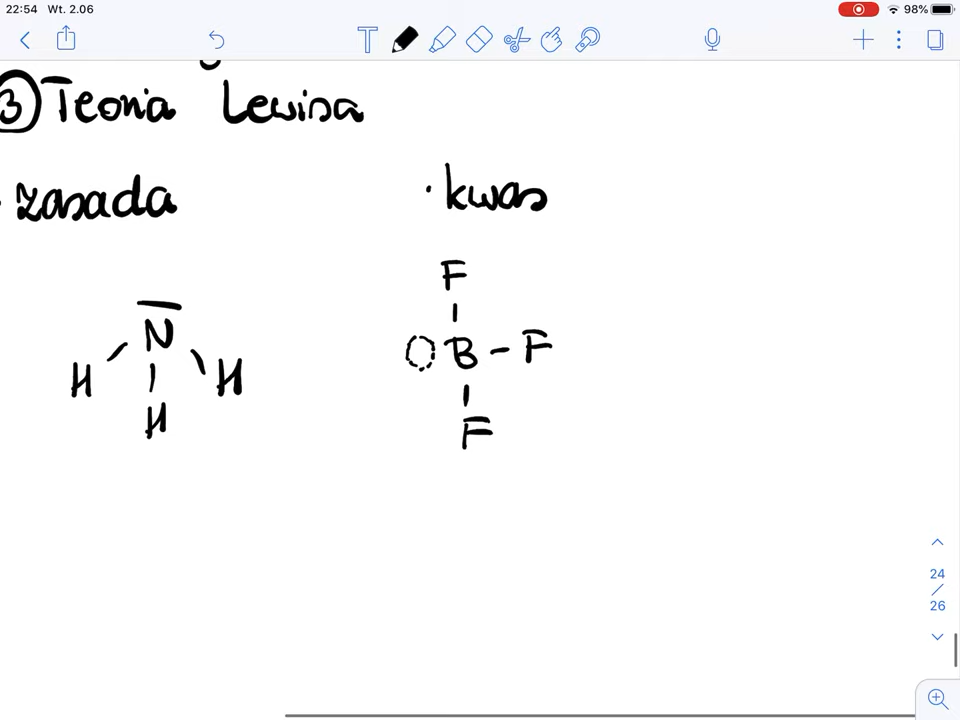 22:54 Wt. 2.06 98%
T
3 Teoria Lewisa
zasada · kwas
F
N
B - F
H H
H
F
24
/
26